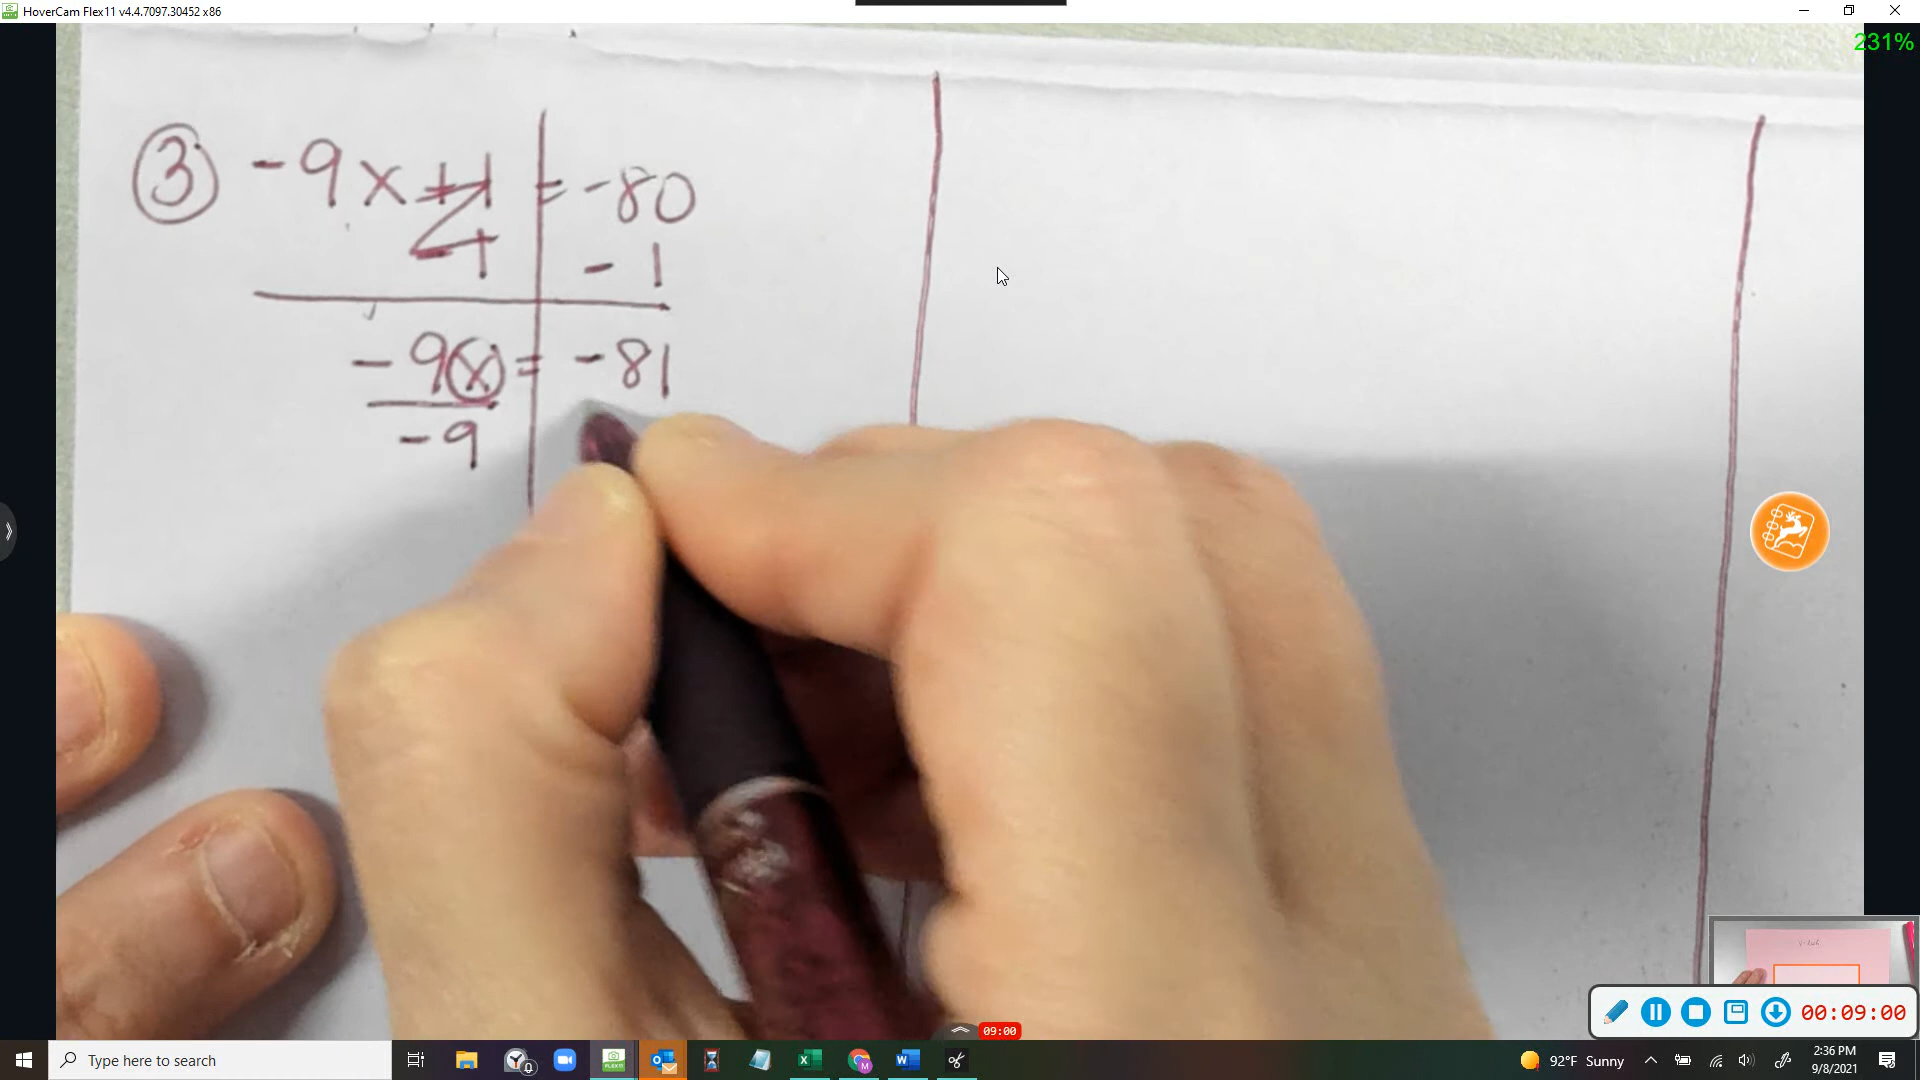 HoverCam Flex11 v4.4.7097.30452 x86
231%
③ -9x+1 = -80
-1 - 1
-9x = -81
-9
00:09:00
09:00
Type here to search
92°F Sunny
2:36 PM
9/8/2021